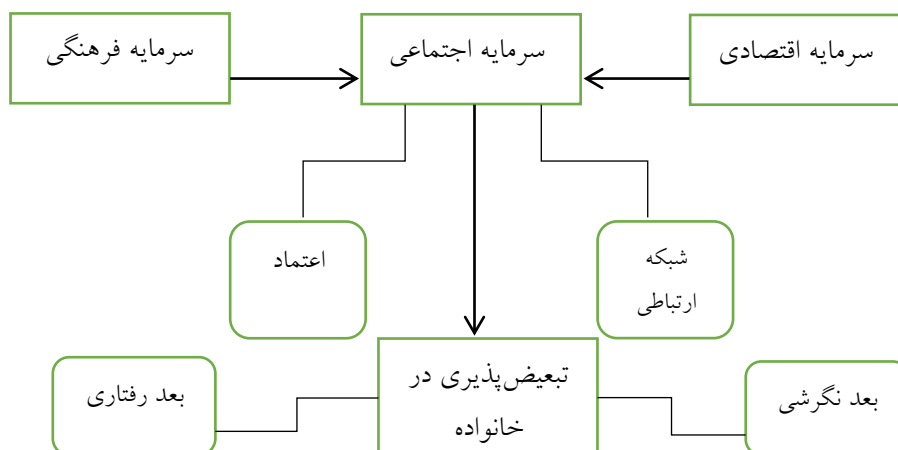 سرمایه اقتصادی
سرمایه اجتماعی
سرمایه فرهنگی
شبکه
ارتباطی
اعتماد
تبعیض‌پذیری در
خانواده
بعد نگرشی
بعد رفتاری